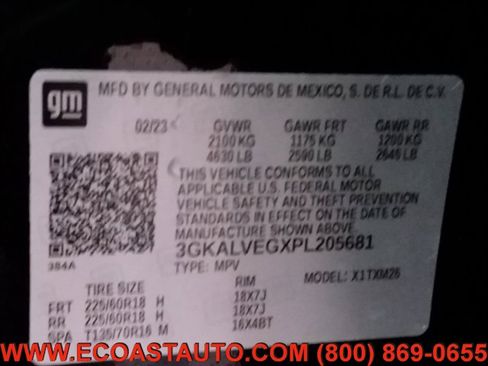 gm
MFD BY GENERAL MOTORS DE MEXICO, S. DE R.L. DE C.V.
02/23 GVWR GAWR FRT GAWR RR
2100 KG 1175 KG 1200 KG
4630 LB 2590 LB 2645 LB
THIS VEHICLE CONFORMS TO ALL
APPLICABLE U.S. FEDERAL MOTOR
VEHICLE SAFETY AND THEFT PREVENTION
STANDARDS IN EFFECT ON THE DATE OF
MANUFACTURE SHOWN ABOVE
3GKALVEGXPL205681
384A
TYPE: MPV MODEL: X1TXM26
TIRE SIZE RIM
FRT 225/60R18 H 18X7J
RR 225/60R18 H 18X7J
SPA T135/70R16 M 16X4BT
WWW.ECOASTAUTO.COM (800) 869-0655